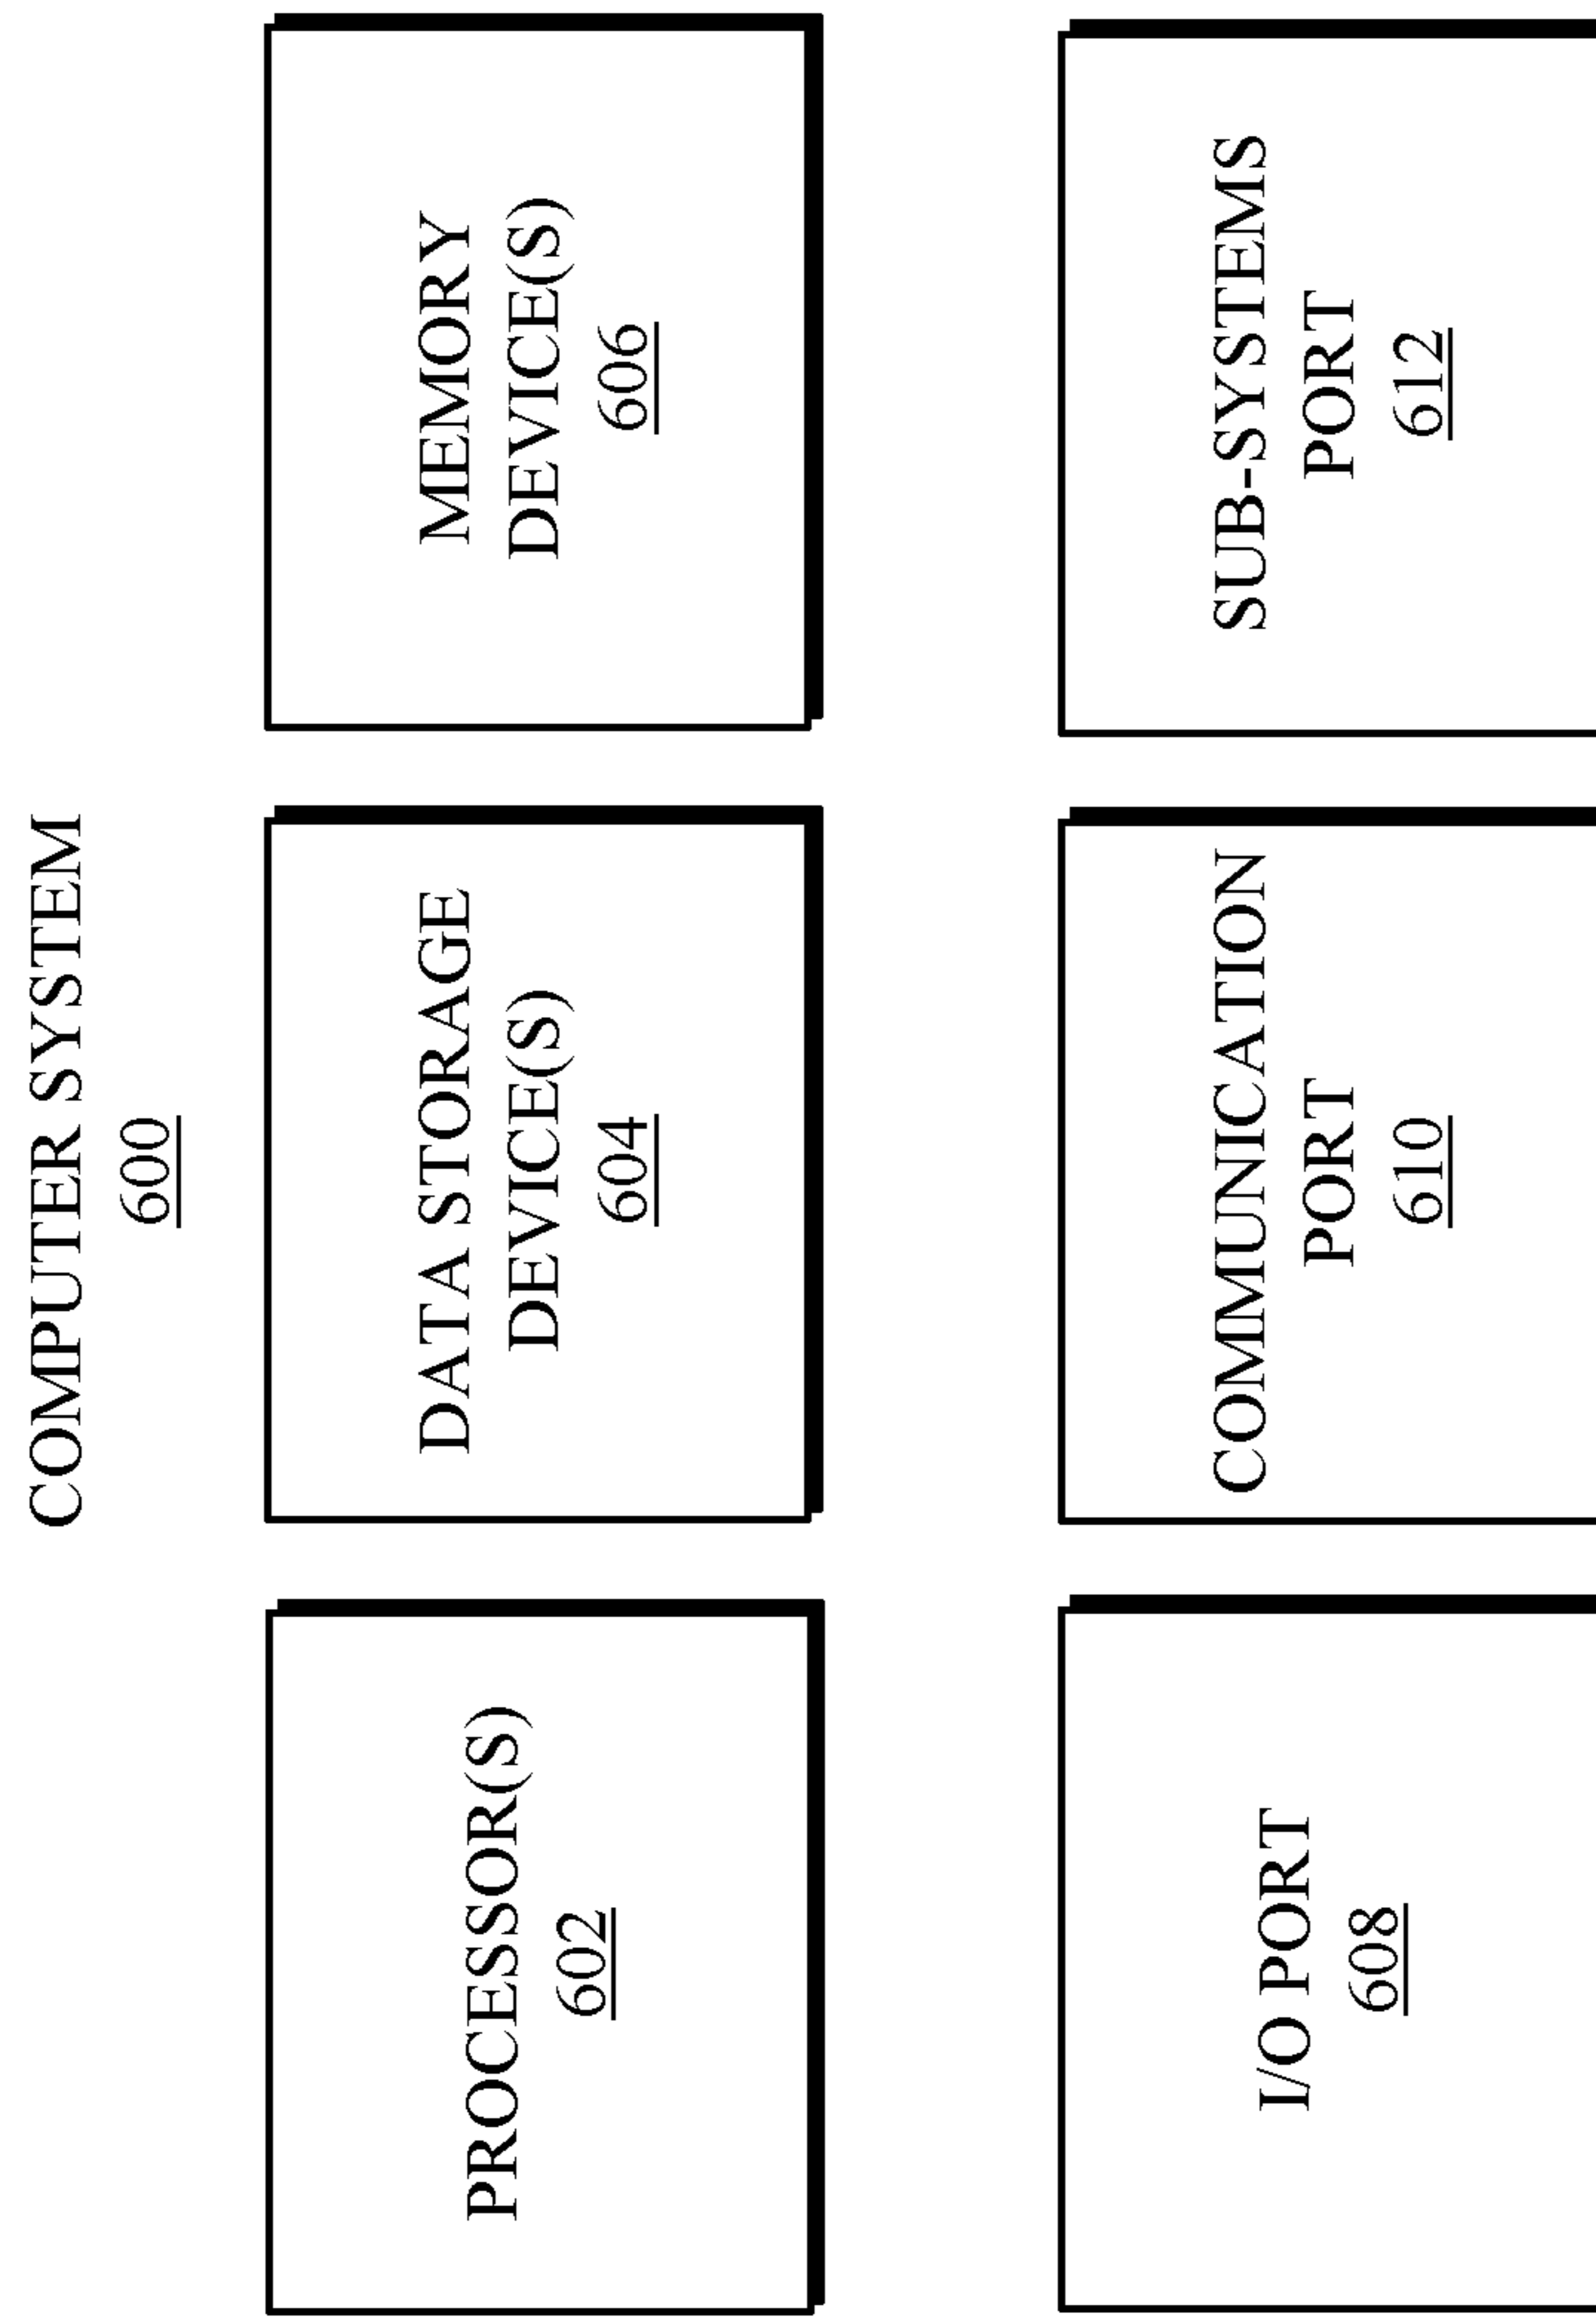 COMPUTER SYSTEM
600
PROCESSOR(S)
602
DATA STORAGE
DEVICE(S)
604
MEMORY
DEVICE(S)
606
I/O PORT
608
COMMUNICATION
PORT
610
SUB-SYSTEMS
PORT
612